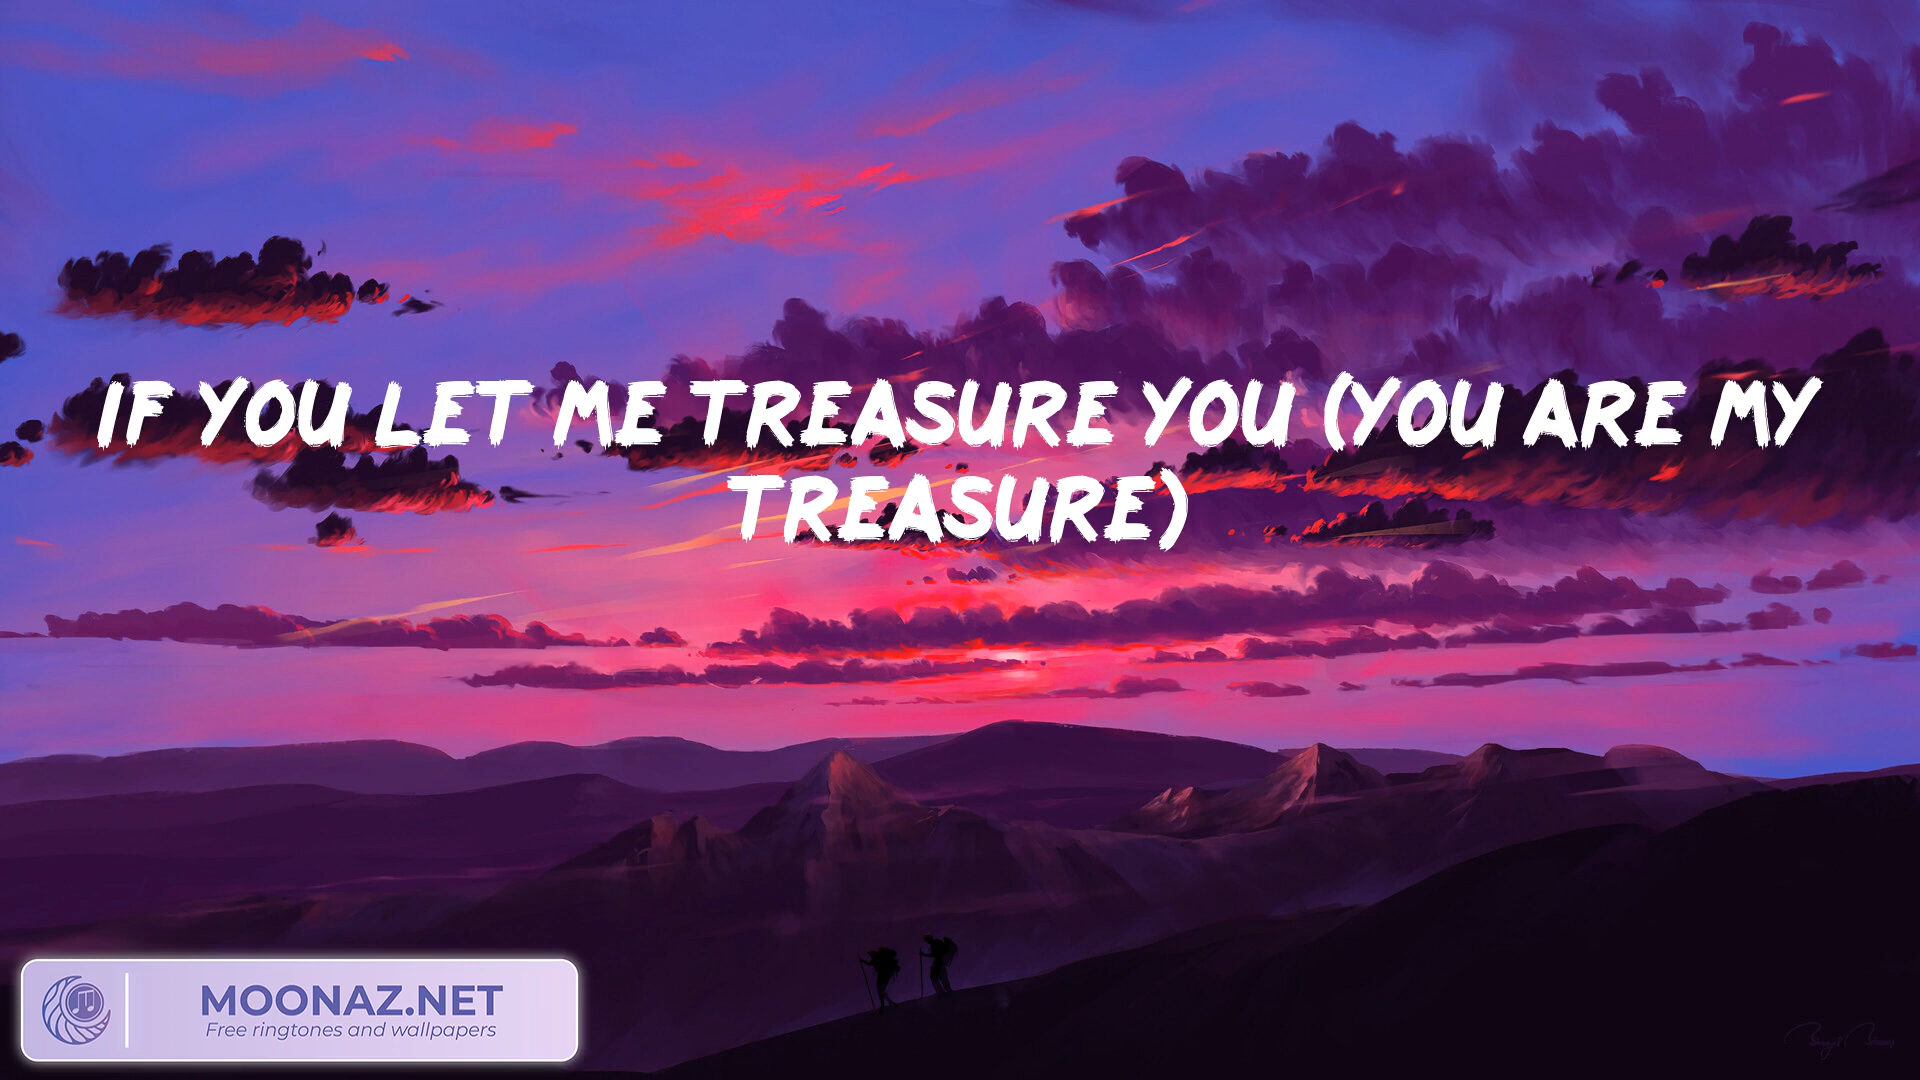 IF YOU LET ME TREASURE YOU (YOU ARE MY
TREASURE)
MOONAZ.NET
Free ringtones and wallpapers